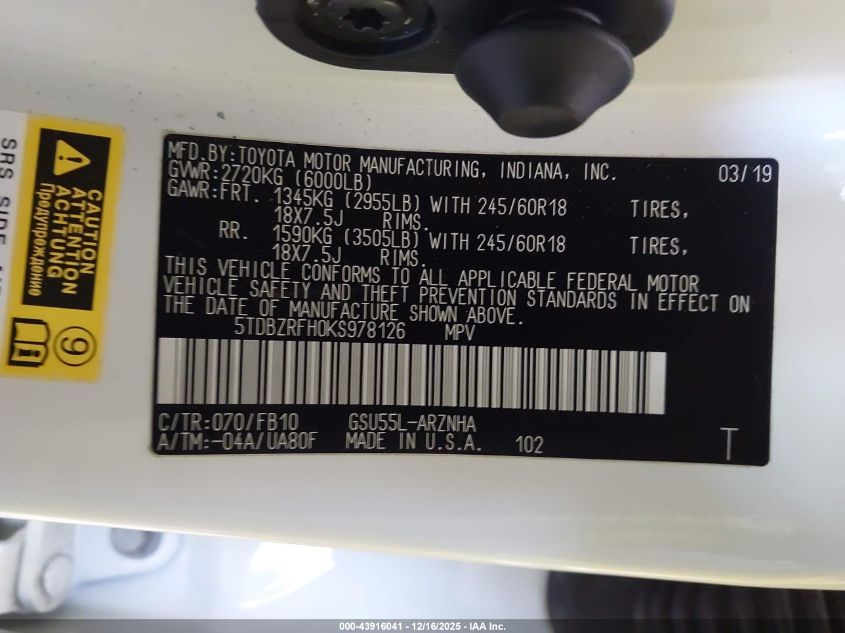 SRS SIDE
CAUTION
ATTENTION
ACHTUNG
Предупреждение
9
MFD.BY:TOYOTA MOTOR MANUFACTURING, INDIANA, INC. 03/19
GVWR:2720KG (6000LB)
GAWR:FRT. 1345KG (2955LB) WITH 245/60R18 TIRES,
18X7.5J RIMS.
RR. 1590KG (3505LB) WITH 245/60R18 TIRES,
18X7.5J RIMS.
THIS VEHICLE CONFORMS TO ALL APPLICABLE FEDERAL MOTOR
VEHICLE SAFETY AND THEFT PREVENTION STANDARDS IN EFFECT ON
THE DATE OF MANUFACTURE SHOWN ABOVE.
5TDBZRFH0KS978126 MPV
C/TR:070/FB10 GSU55L-ARZNHA
A/TM:-04A/UA80F MADE IN U.S.A. 102 T
000-43916041 - 12/16/2025 - IAA Inc.